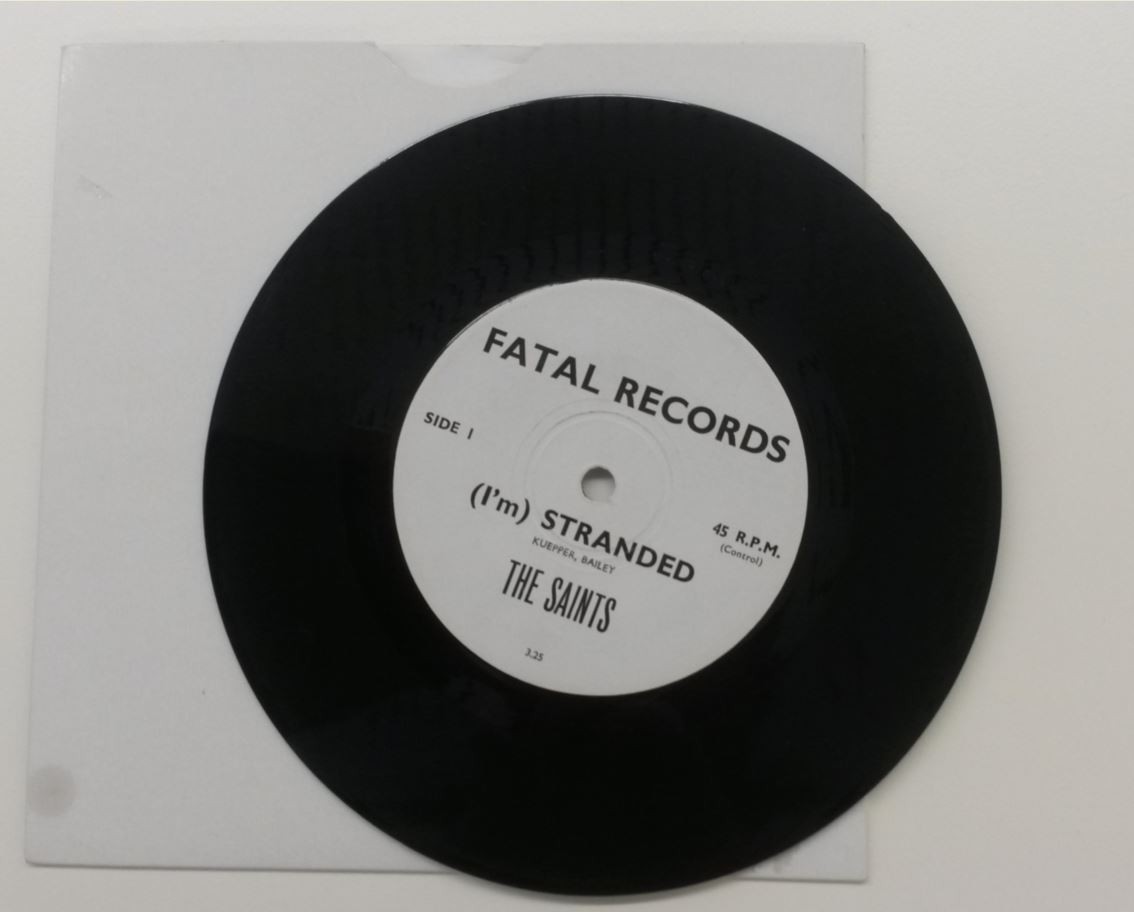 FATAL RECORDS
SIDE 1
(I'm) STRANDED
KUEPPER, BAILEY
45 R.P.M.
(Control)
THE SAINTS
3.25